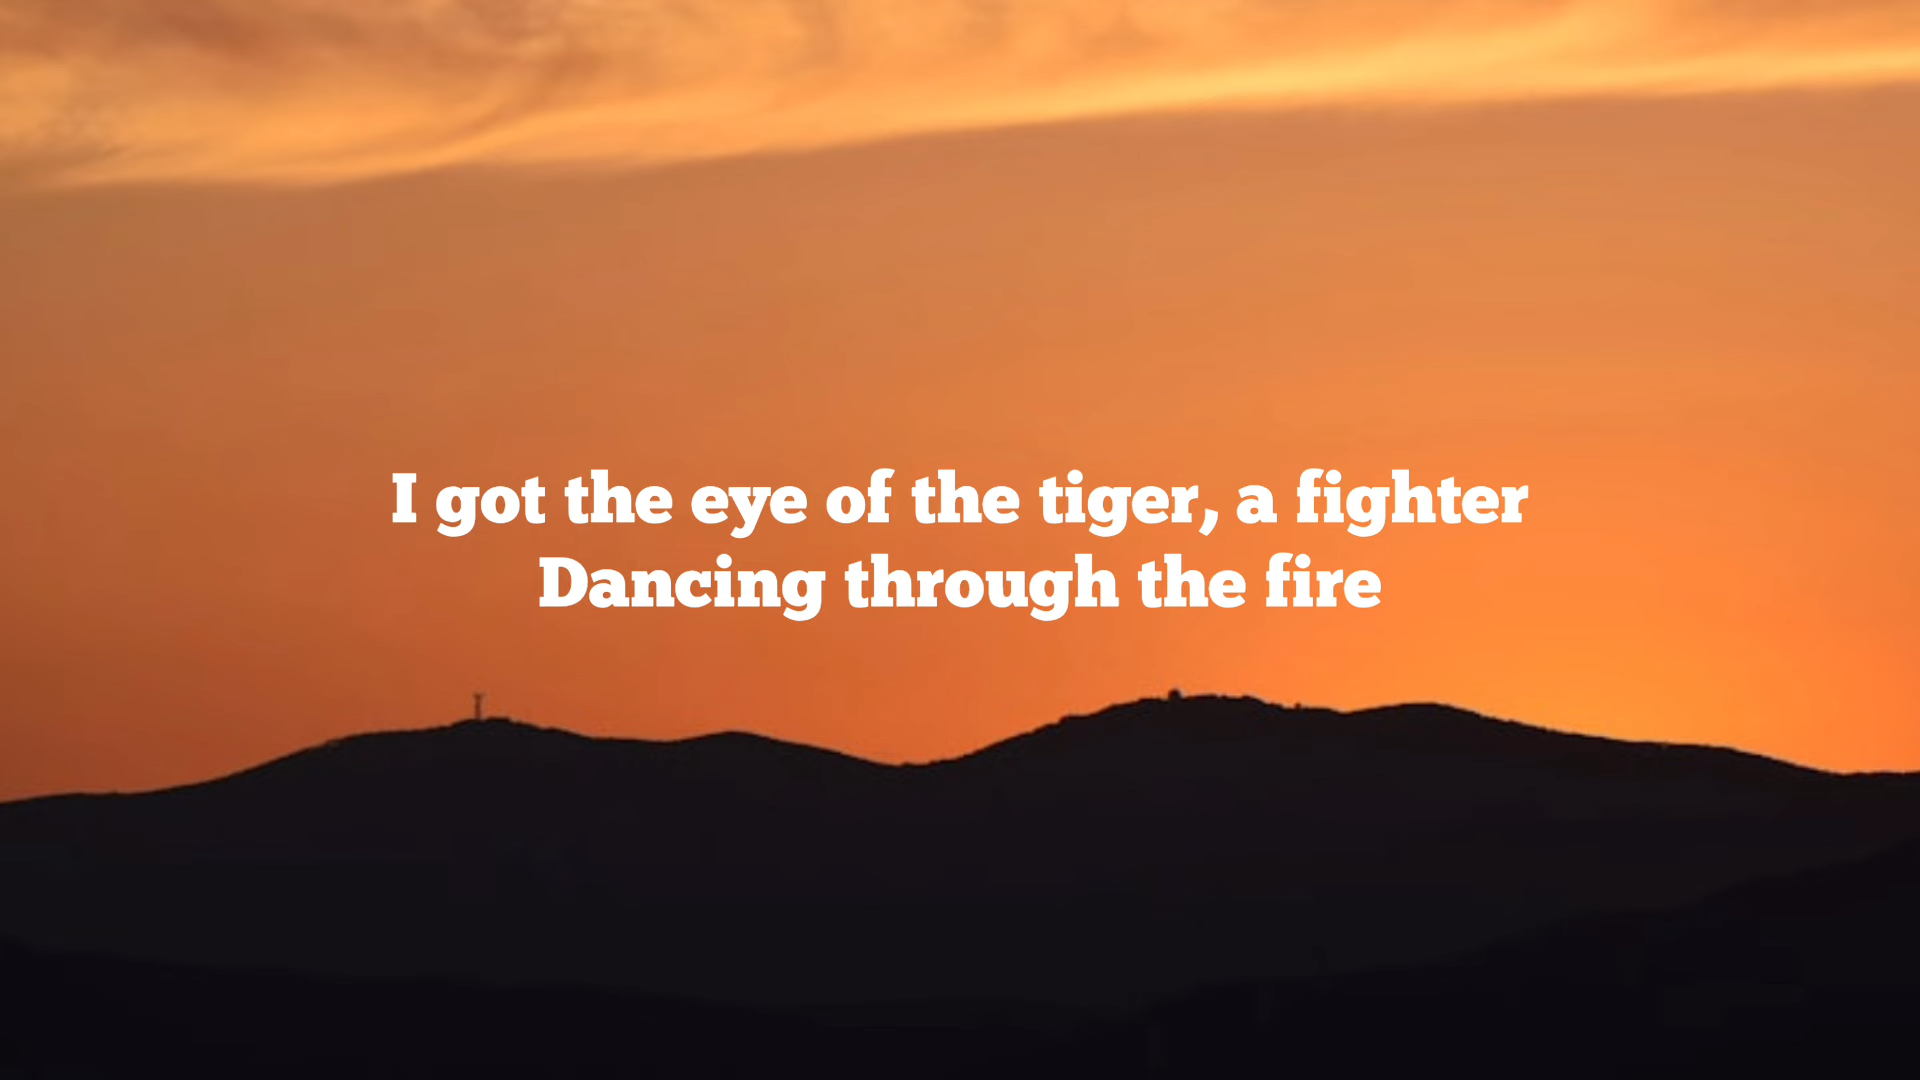 I got the eye of the tiger, a fighter
Dancing through the fire